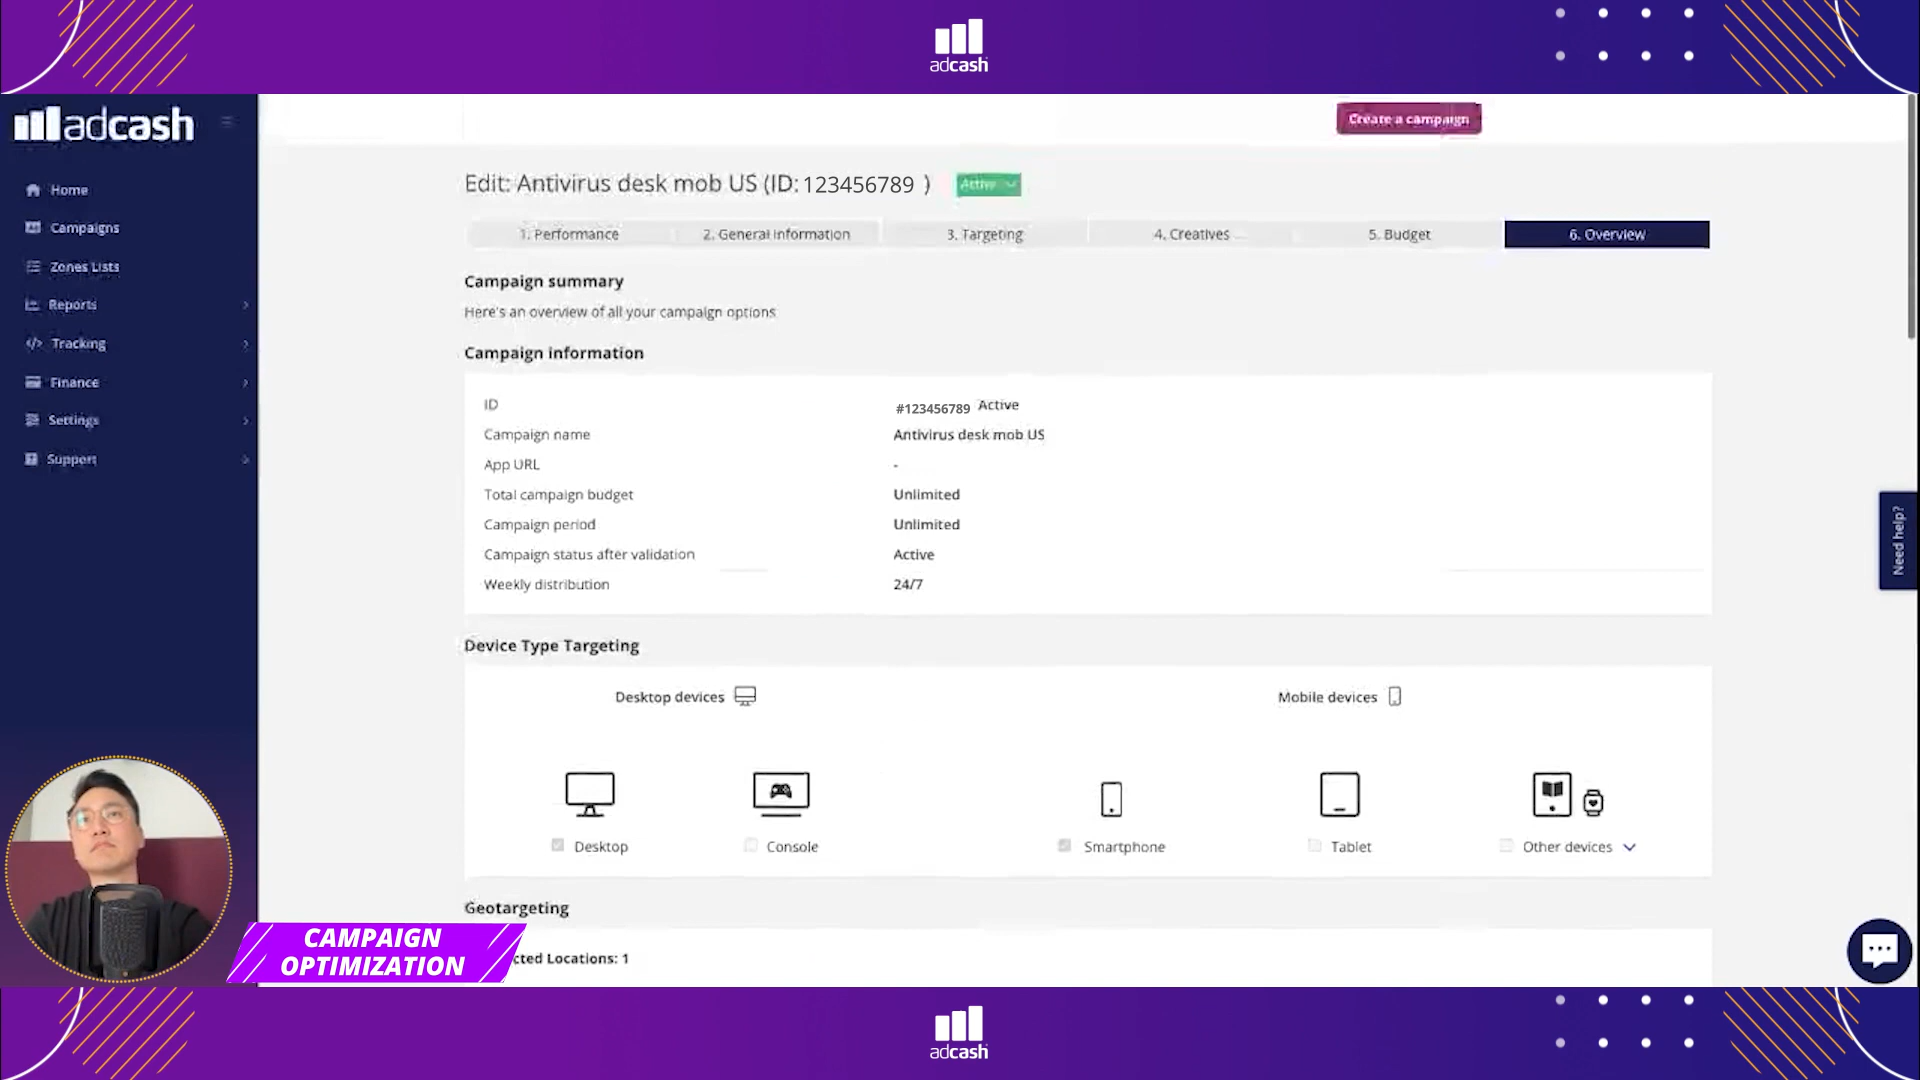 adcash
adcash
Create a campaign
Home
Campaigns
Zones Lists
Reports
Tracking
Finance
Settings
Support
Edit: Antivirus desk mob US (ID: 123456789 )
Active
1. Performance
2. General Information
3. Targeting
4. Creatives
5. Budget
6. Overview
Campaign summary
Here's an overview of all your campaign options
Campaign information
ID
#123456789 Active
Campaign name
Antivirus desk mob US
App URL
-
Total campaign budget
Unlimited
Campaign period
Unlimited
Campaign status after validation
Active
Weekly distribution
24/7
Need help?
Device Type Targeting
Desktop devices
Mobile devices
Desktop
Console
Smartphone
Tablet
Other devices
Geotargeting
cted Locations: 1
CAMPAIGN
OPTIMIZATION
adcash